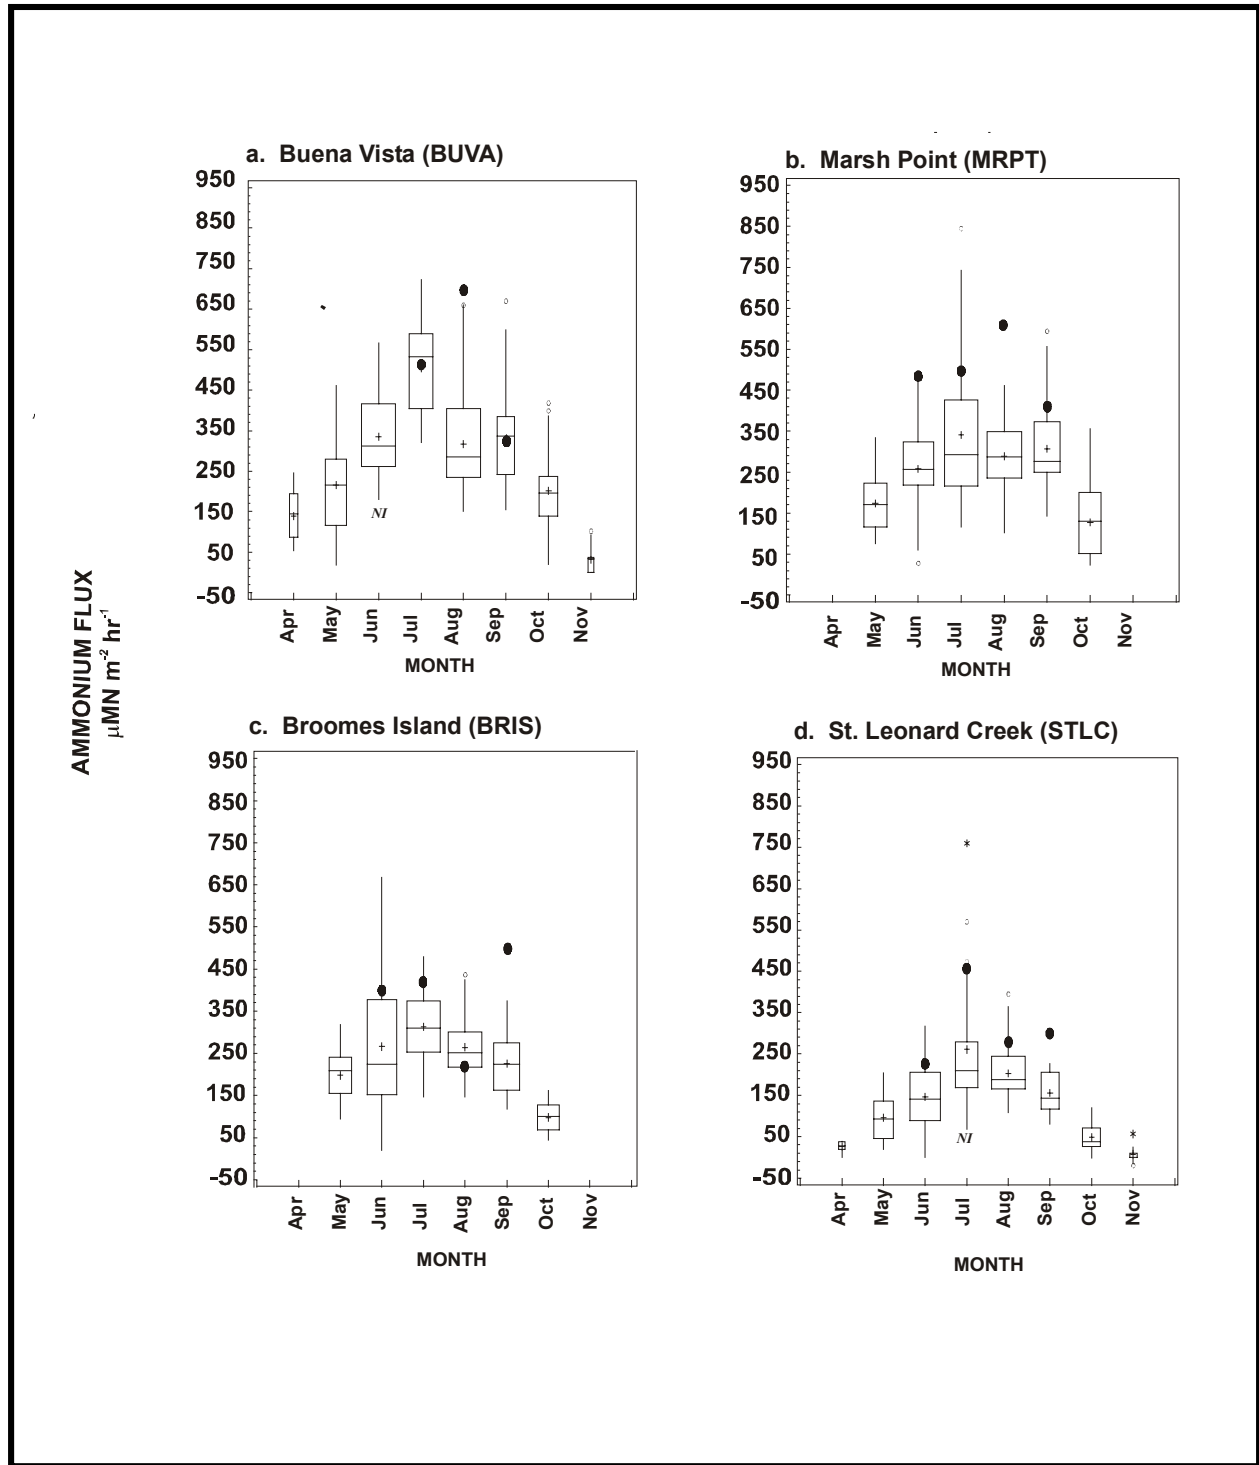 a. Buena Vista (BUVA)
950
850
750
650
550
450
350
250
150
50
-50
NI
Apr
May
Jun
Jul
Aug
Sep
Oct
Nov
MONTH
b. Marsh Point (MRPT)
950
850
750
650
550
450
350
250
150
50
-50
Apr
May
Jun
Jul
Aug
Sep
Oct
Nov
MONTH
AMMONIUM FLUX
μMN m⁻² hr⁻¹
c. Broomes Island (BRIS)
950
850
750
650
550
450
350
250
150
50
-50
Apr
May
Jun
Jul
Aug
Sep
Oct
Nov
MONTH
d. St. Leonard Creek (STLC)
950
850
750
650
550
450
350
250
150
50
-50
NI
Apr
May
Jun
Jul
Aug
Sep
Oct
Nov
MONTH